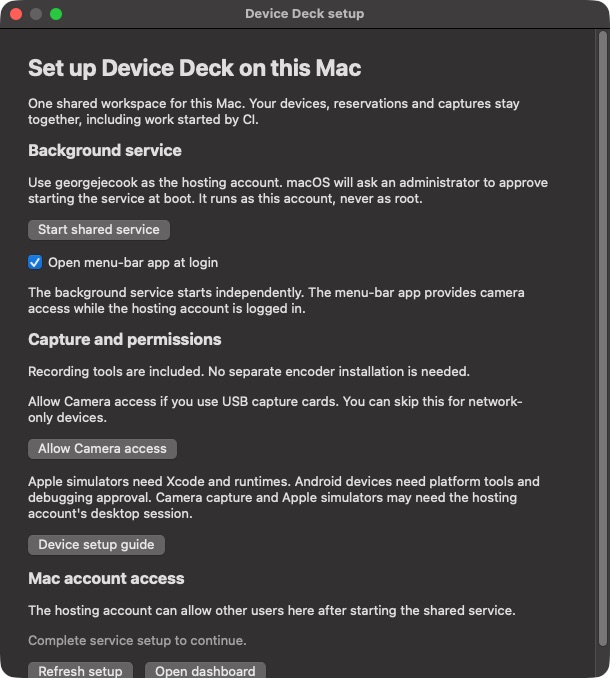 Device Deck setup
Set up Device Deck on this Mac
One shared workspace for this Mac. Your devices, reservations and captures stay
together, including work started by CI.
Background service
Use georgejecook as the hosting account. macOS will ask an administrator to approve
starting the service at boot. It runs as this account, never as root.
Start shared service
Open menu-bar app at login
The background service starts independently. The menu-bar app provides camera
access while the hosting account is logged in.
Capture and permissions
Recording tools are included. No separate encoder installation is needed.
Allow Camera access if you use USB capture cards. You can skip this for network-
only devices.
Allow Camera access
Apple simulators need Xcode and runtimes. Android devices need platform tools and
debugging approval. Camera capture and Apple simulators may need the hosting
account's desktop session.
Device setup guide
Mac account access
The hosting account can allow other users here after starting the shared service.
Complete service setup to continue.
Refresh setup
Open dashboard